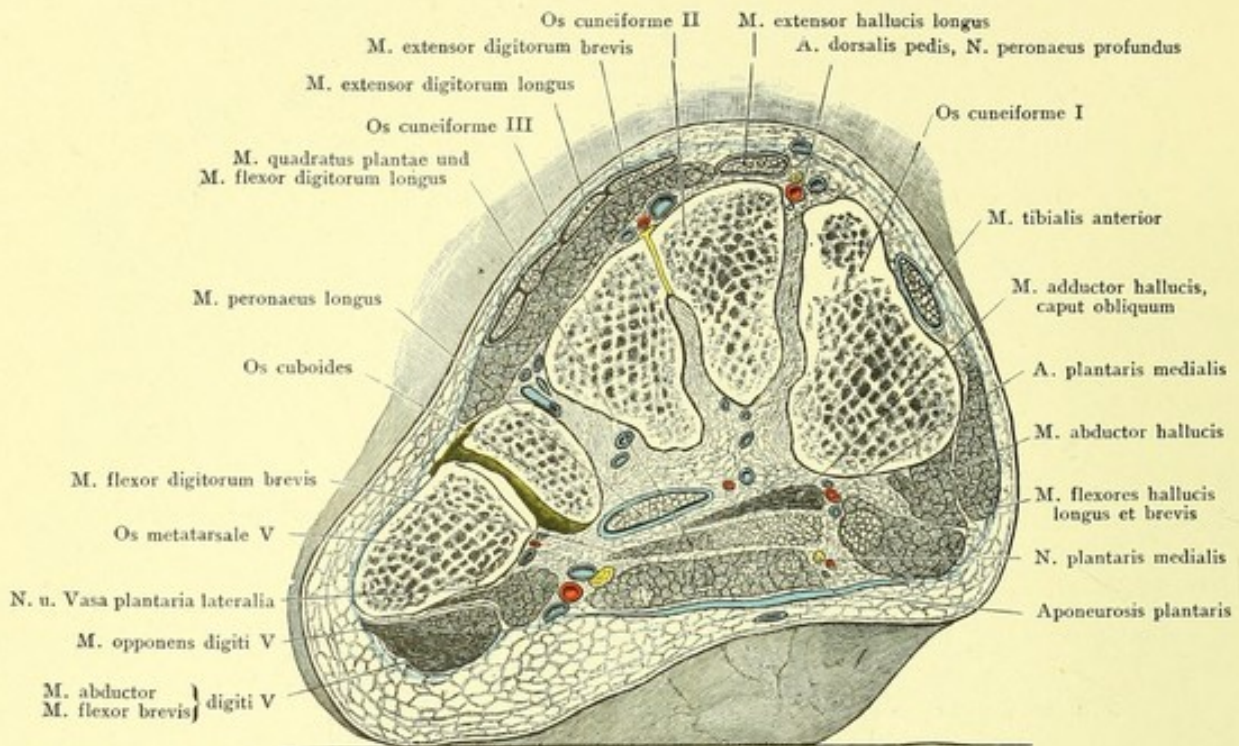 Os cuneiforme II
M. extensor hallucis longus
M. extensor digitorum brevis
A. dorsalis pedis, N. peronaeus profundus
M. extensor digitorum longus
Os cuneiforme I
Os cuneiforme III
M. quadratus plantae und
M. flexor digitorum longus
M. tibialis anterior
M. peronaeus longus
M. adductor hallucis,
caput obliquum
Os cuboides
A. plantaris medialis
M. abductor hallucis
M. flexor digitorum brevis
M. flexores hallucis
longus et brevis
Os metatarsale V
N. plantaris medialis
N. u. Vasa plantaria lateralia
Aponeurosis plantaris
M. opponens digiti V
M. abductor
M. flexor brevis} digiti V